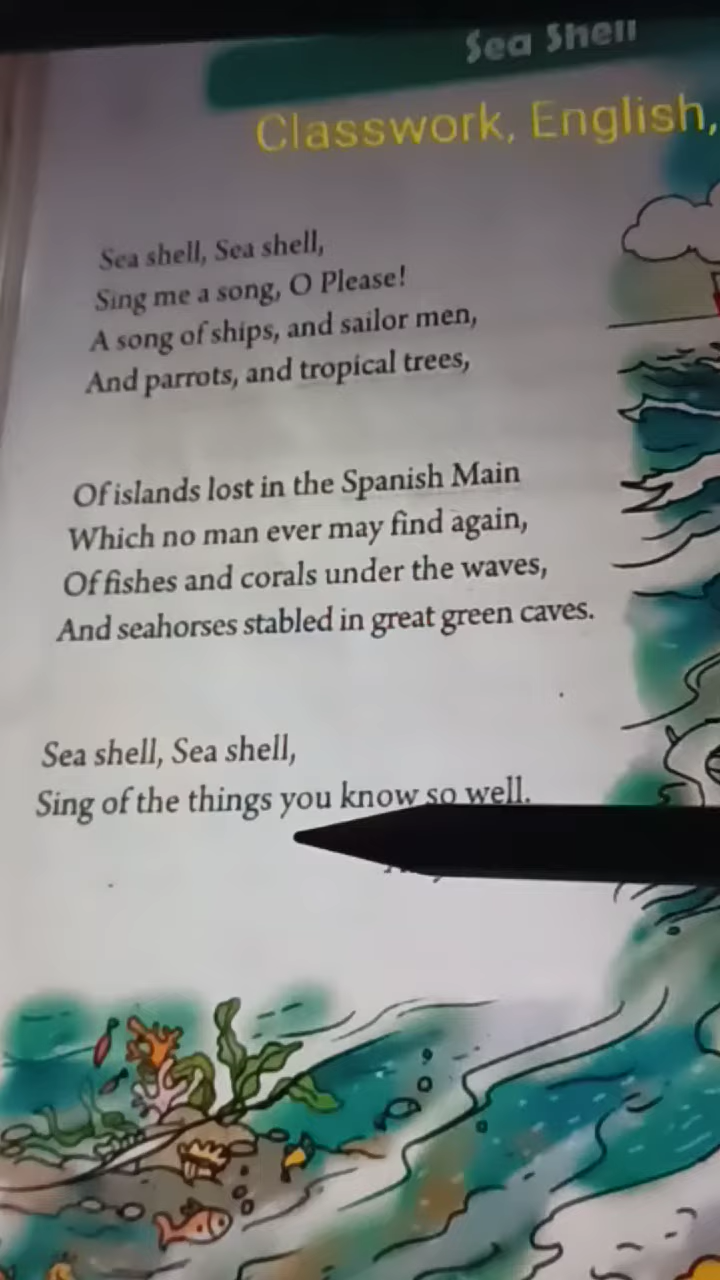 Sea Shell
Classwork, English,
Sea shell, Sea shell,
Sing me a song, O Please!
A song of ships, and sailor men,
And parrots, and tropical trees,
Of islands lost in the Spanish Main
Which no man ever may find again,
Of fishes and corals under the waves,
And seahorses stabled in great green caves.
Sea shell, Sea shell,
Sing of the things you know so well.